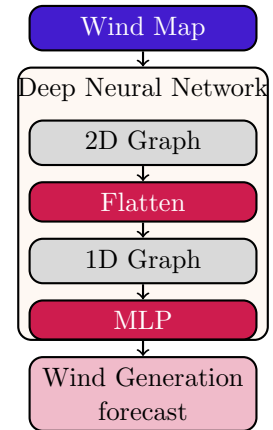 Wind Map
Deep Neural Network
2D Graph
Flatten
1D Graph
MLP
Wind Generation
forecast